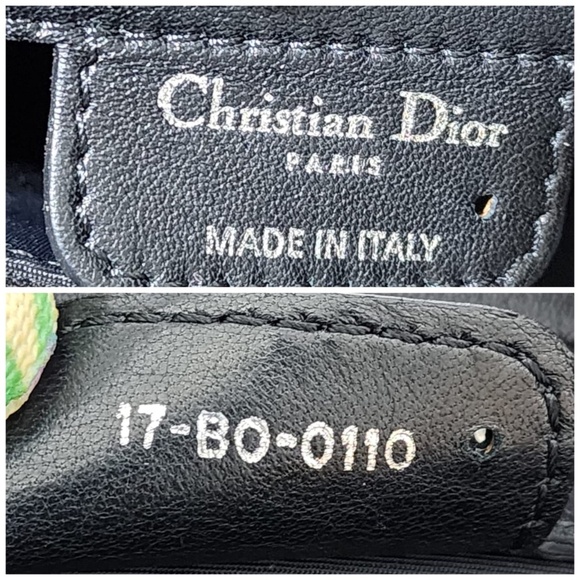 Christian Dior
PARIS
MADE IN ITALY
17-BO-0110